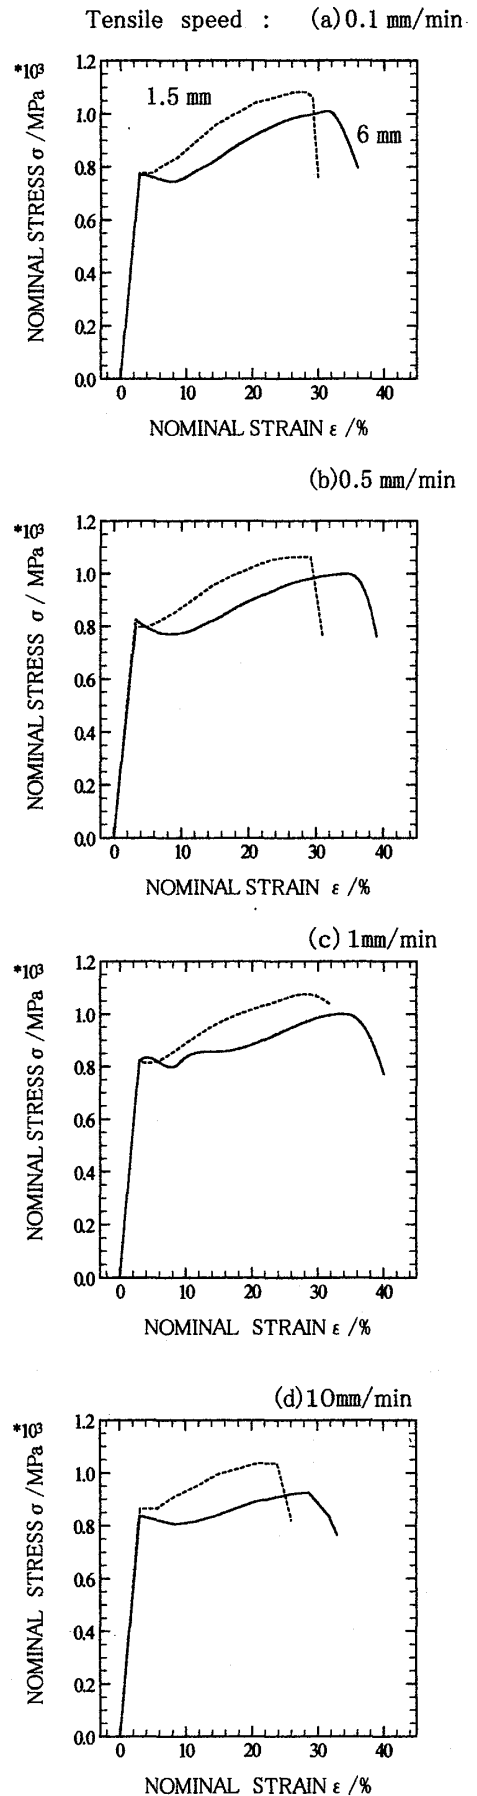 Tensile speed : (a) 0.1 mm/min
*10³
1.2
1.0
0.8
0.6
0.4
0.2
0.0
1.5 mm
6 mm
NOMINAL STRESS σ /MPa
0 10 20 30 40
NOMINAL STRAIN ε /%
(b) 0.5 mm/min
*10³
1.2
1.0
0.8
0.6
0.4
0.2
0.0
NOMINAL STRESS σ / MPa
0 10 20 30 40
NOMINAL STRAIN ε /%
(c) 1mm/min
*10³
1.2
1.0
0.8
0.6
0.4
0.2
0.0
NOMINAL STRESS σ /MPa
0 10 20 30 40
NOMINAL STRAIN ε /%
(d) 10mm/min
*10³
1.2
1.0
0.8
0.6
0.4
0.2
0.0
NOMINAL STRESS σ /MPa
0 10 20 30 40
NOMINAL STRAIN ε /%